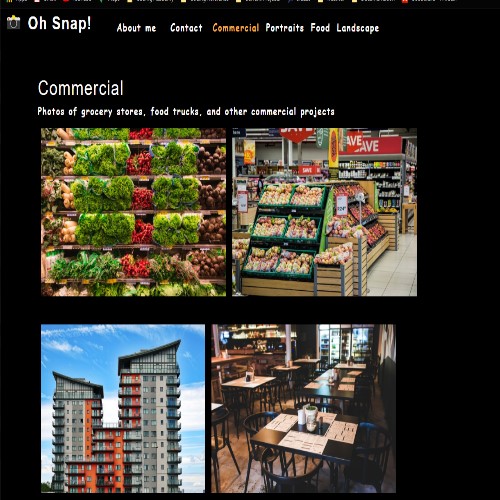 Oh Snap!
About me Contact Commercial Portraits Food Landscape
Commercial
Photos of grocery stores, food trucks, and other commercial projects
SAVE
SAVE